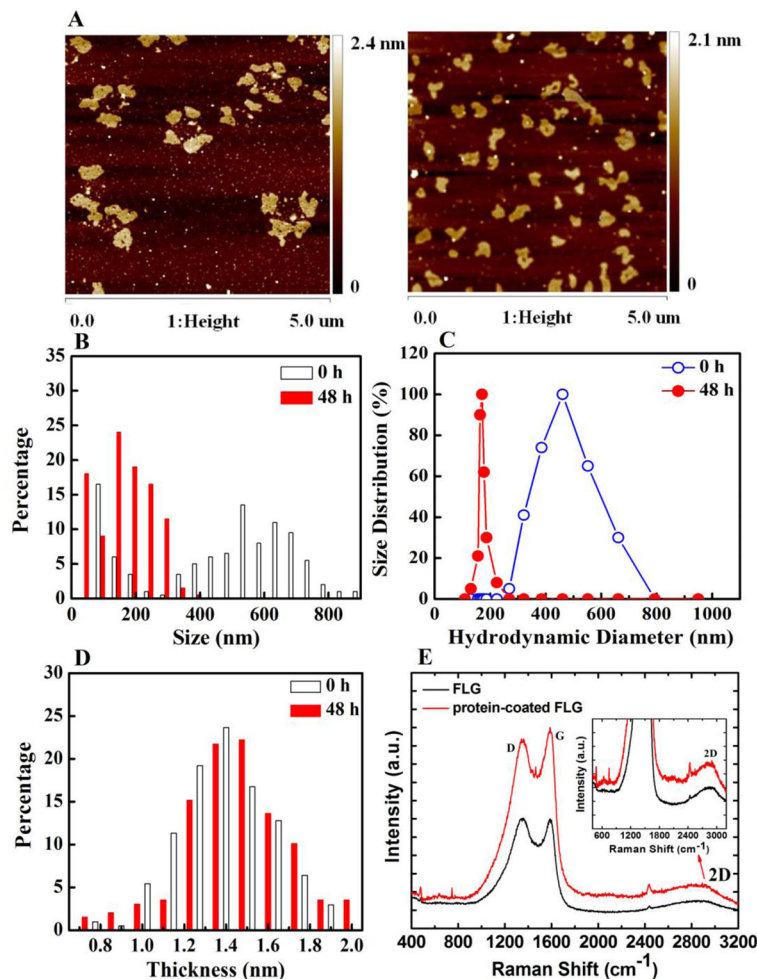 A
2.4 nm
0
0.0 1:Height 5.0 um
2.1 nm
0
0.0 1:Height 5.0 um
B
0 h
48 h
35
30
25
20
15
10
5
0
Percentage
0 200 400 600 800
Size (nm)
C
0 h
48 h
120
100
80
60
40
20
0
Size Distribution (%)
0 200 400 600 800 1000
Hydrodynamic Diameter (nm)
D
0 h
48 h
30
25
20
15
10
5
0
Percentage
0.8 1.0 1.2 1.4 1.6 1.8 2.0
Thickness (nm)
E
FLG
protein-coated FLG
D
G
2D
Intensity (a.u.)
400 800 1200 1600 2000 2400 2800 3200
Raman Shift (cm⁻¹)
2D
Intensity (a.u.)
600 1200 1800 2400 3000
Raman Shift (cm⁻¹)